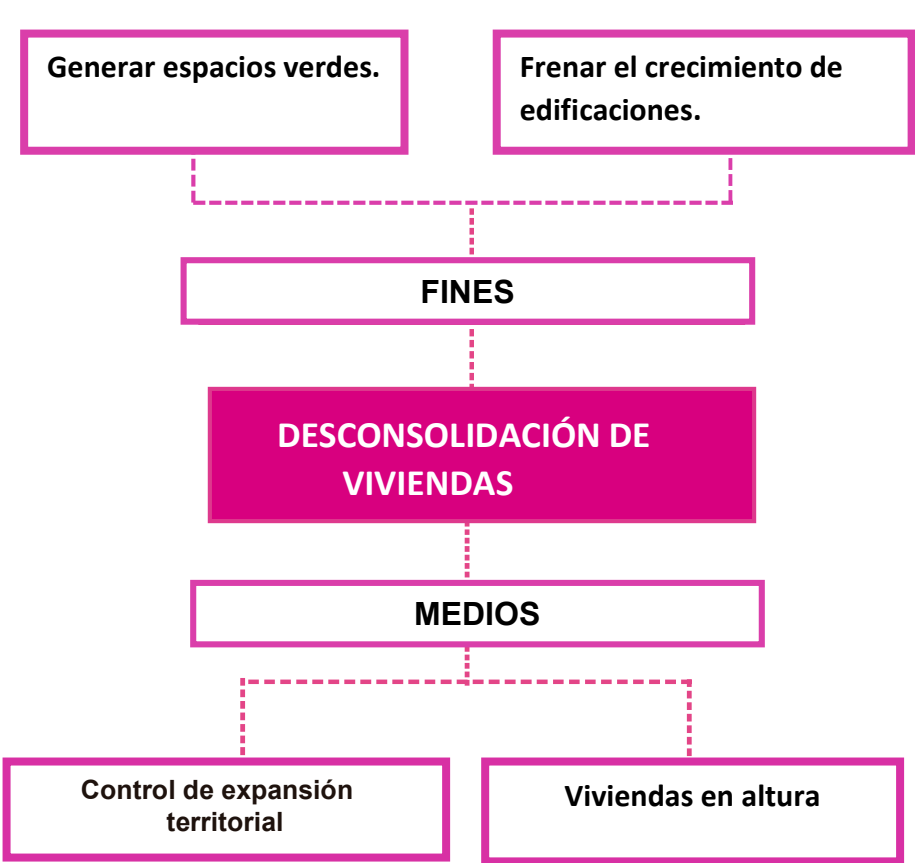 Generar espacios verdes.
Frenar el crecimiento de
edificaciones.
FINES
DESCONSOLIDACIÓN DE
VIVIENDAS
MEDIOS
Control de expansión
territorial
Viviendas en altura